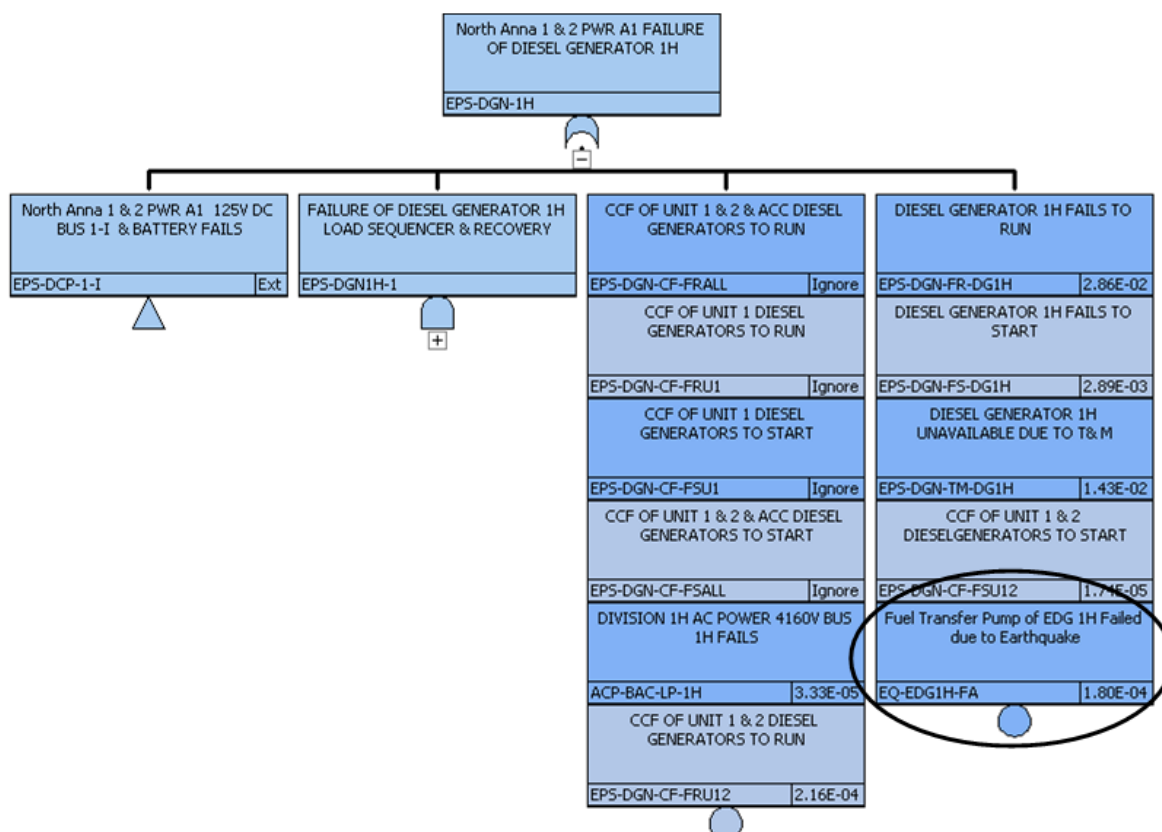 North Anna 1 & 2 PWR A1 FAILURE
OF DIESEL GENERATOR 1H
EPS-DGN-1H
North Anna 1 & 2 PWR A1 125V DC
BUS 1-I & BATTERY FAILS
EPS-DCP-1-I
Ext
FAILURE OF DIESEL GENERATOR 1H
LOAD SEQUENCER & RECOVERY
EPS-DGN1H-1
CCF OF UNIT 1 & 2 & ACC DIESEL
GENERATORS TO RUN
EPS-DGN-CF-FRALL
Ignore
CCF OF UNIT 1 DIESEL
GENERATORS TO RUN
EPS-DGN-CF-FRU1
Ignore
CCF OF UNIT 1 DIESEL
GENERATORS TO START
EPS-DGN-CF-FSU1
Ignore
CCF OF UNIT 1 & 2 & ACC DIESEL
GENERATORS TO START
EPS-DGN-CF-FSALL
Ignore
DIVISION 1H AC POWER 4160V BUS
1H FAILS
ACP-BAC-LP-1H
3.33E-05
CCF OF UNIT 1 & 2 DIESEL
GENERATORS TO RUN
EPS-DGN-CF-FRU12
2.16E-04
DIESEL GENERATOR 1H FAILS TO
RUN
EPS-DGN-FR-DG1H
2.86E-02
DIESEL GENERATOR 1H FAILS TO
START
EPS-DGN-FS-DG1H
2.89E-03
DIESEL GENERATOR 1H
UNAVAILABLE DUE TO T& M
EPS-DGN-TM-DG1H
1.43E-02
CCF OF UNIT 1 & 2
DIESELGENERATORS TO START
EPS-DGN-CF-FSU12
1.74E-05
Fuel Transfer Pump of EDG 1H Failed
due to Earthquake
EQ-EDG1H-FA
1.80E-04